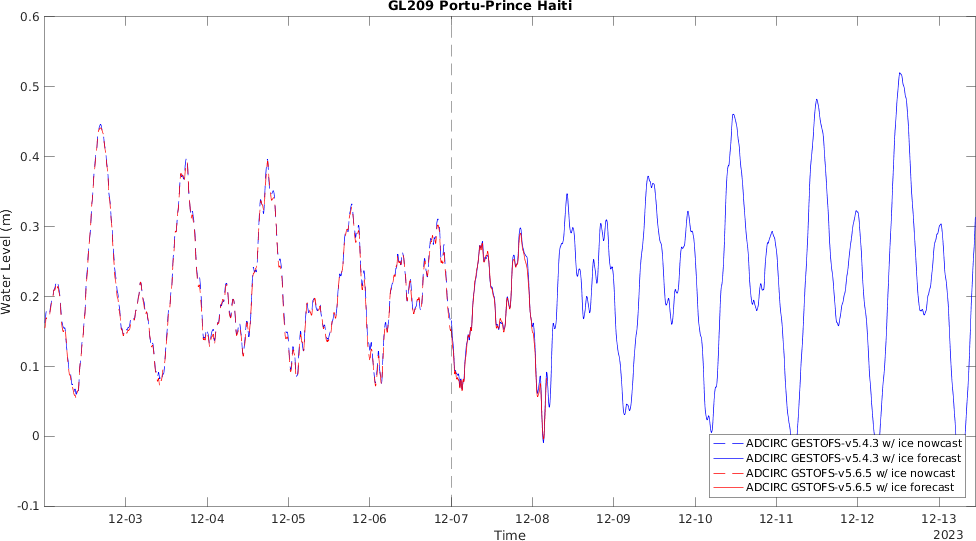 GL209 Portu-Prince Haiti
0.6
0.5
0.4
0.3
0.2
0.1
0
-0.1
Water Level (m)
12-03 12-04 12-05 12-06 12-07 12-08 12-09 12-10 12-11 12-12 12-13
Time
2023
ADCIRC GESTOFS-v5.4.3 w/ ice nowcast
ADCIRC GESTOFS-v5.4.3 w/ ice forecast
ADCIRC GSTOFS-v5.6.5 w/ ice nowcast
ADCIRC GSTOFS-v5.6.5 w/ ice forecast